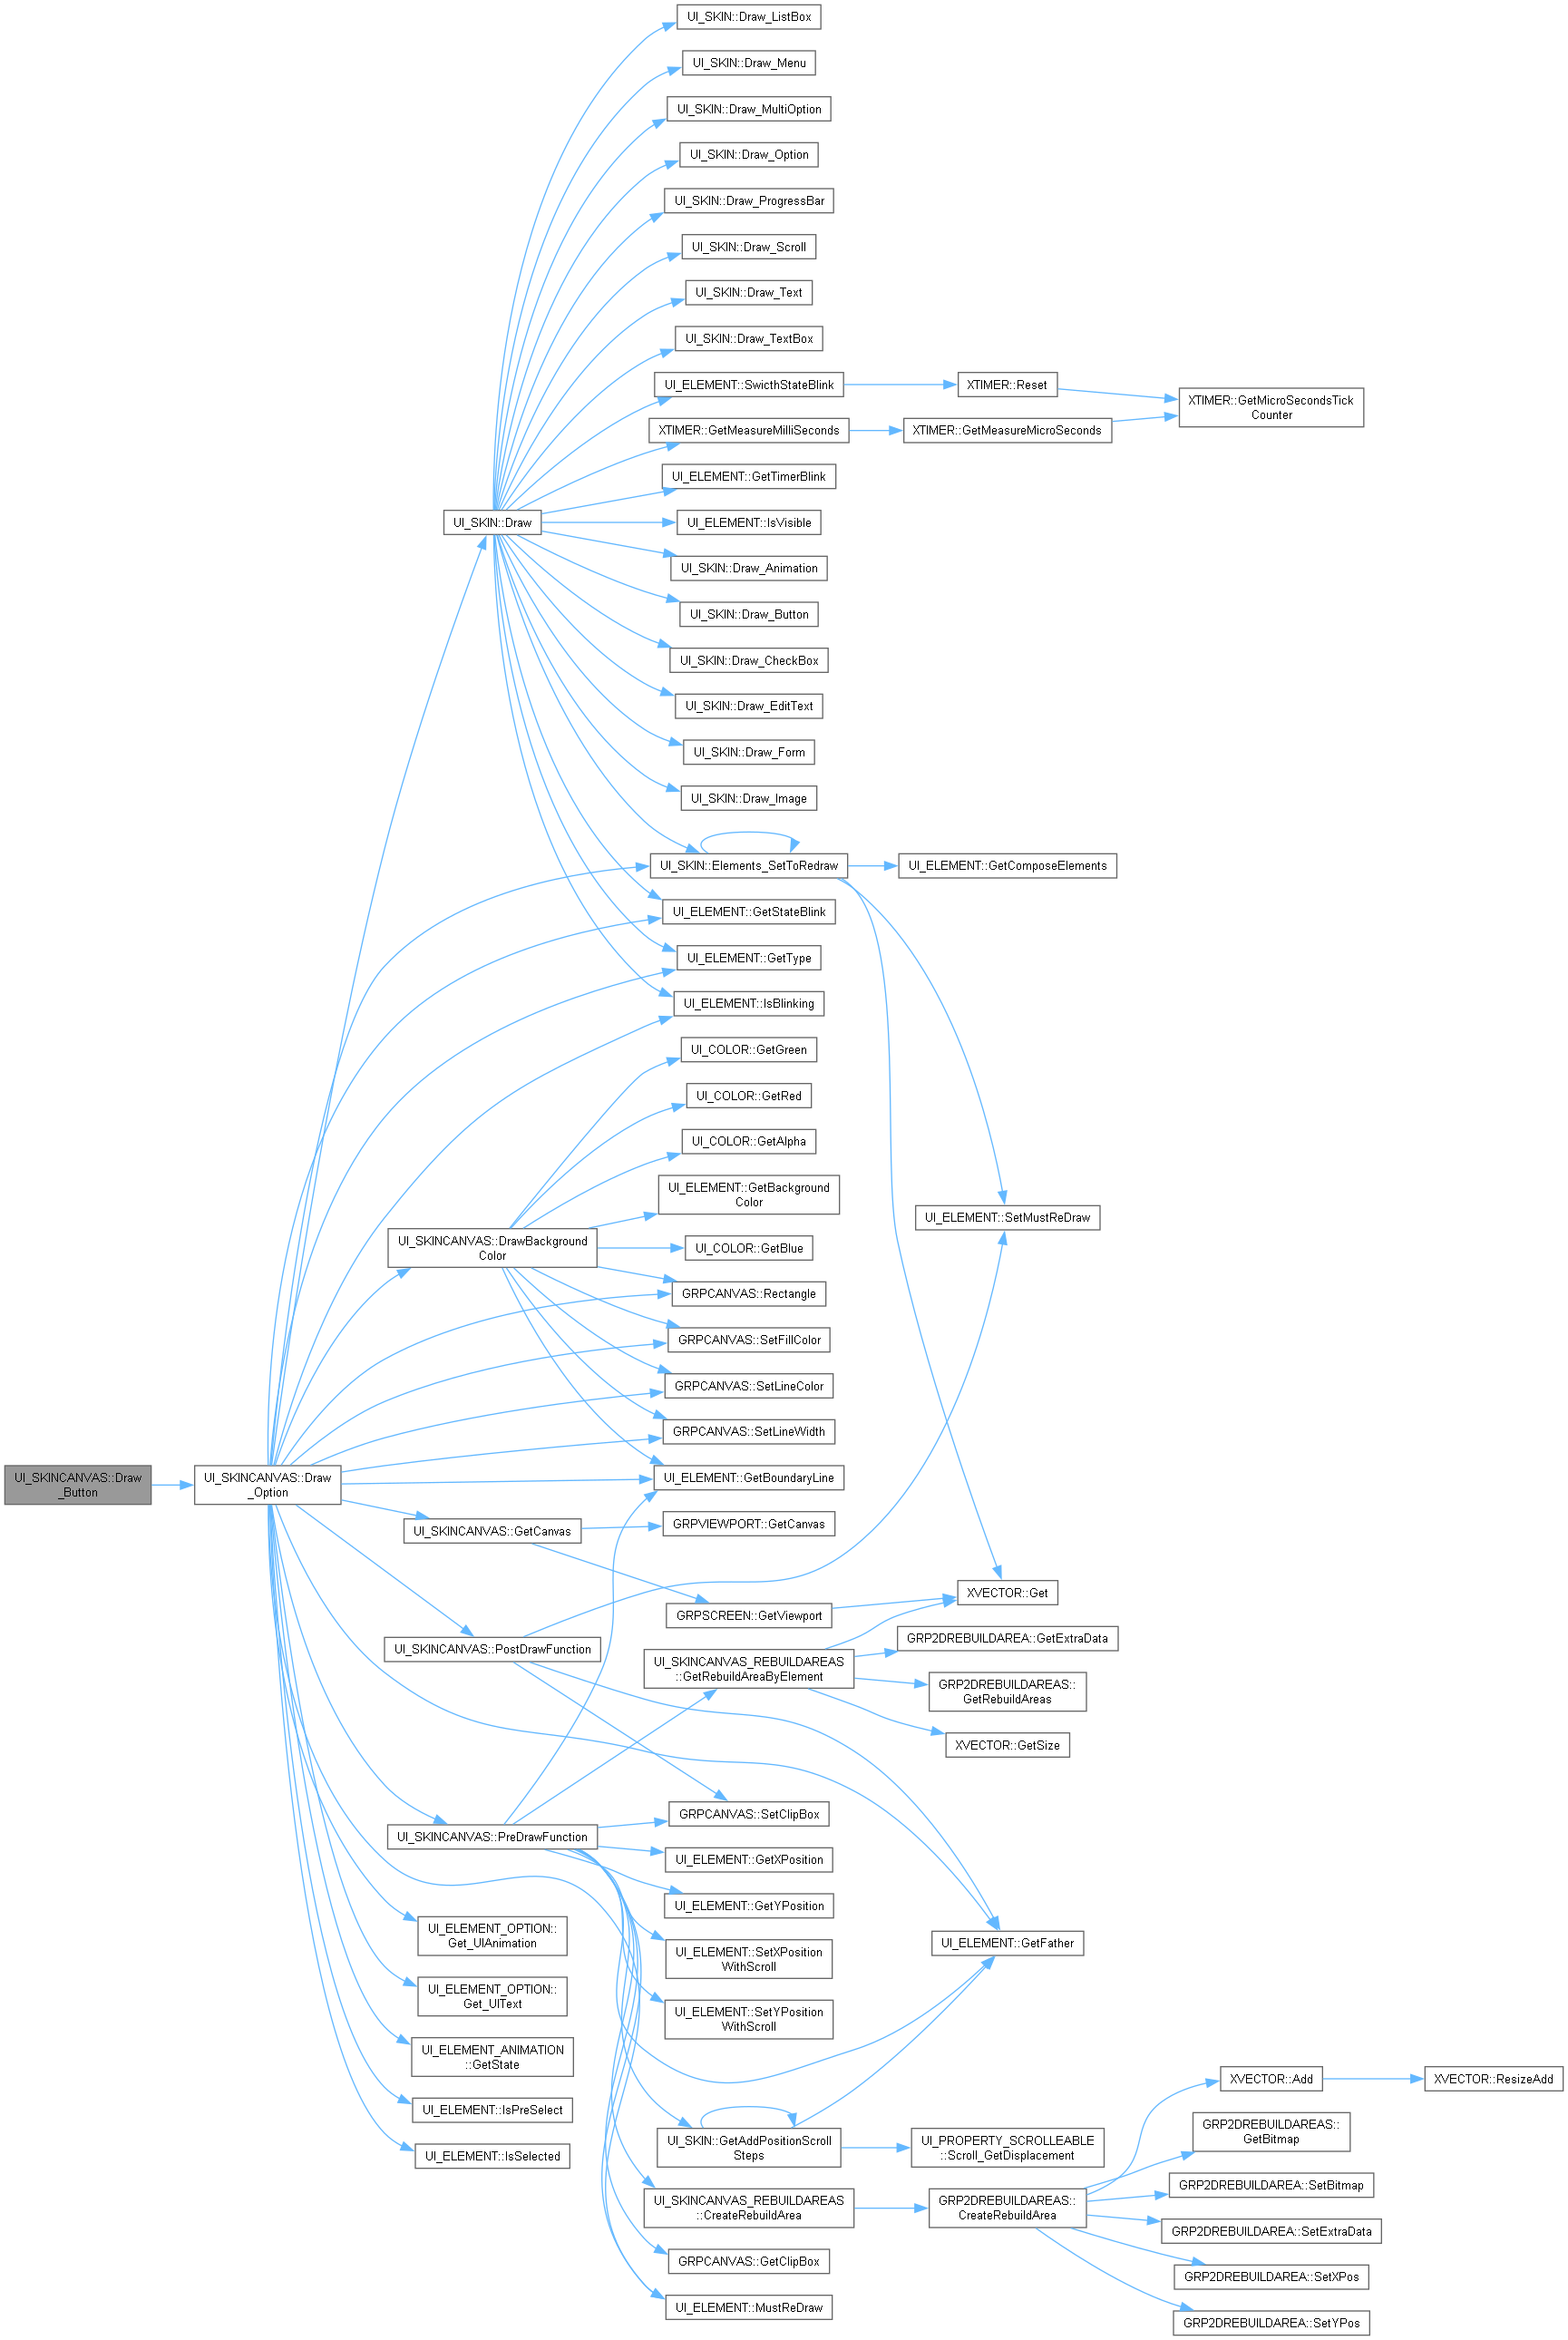 UI_SKIN::Draw_ListBox
UI_SKIN::Draw_Menu
UI_SKIN::Draw_MultiOption
UI_SKIN::Draw_Option
UI_SKIN::Draw_ProgressBar
UI_SKIN::Draw_Scroll
UI_SKIN::Draw_Text
UI_SKIN::Draw_TextBox
UI_ELEMENT::SwicthStateBlink
XTIMER::Reset
XTIMER::GetMicroSecondsTick
Counter
XTIMER::GetMeasureMilliSeconds
XTIMER::GetMeasureMicroSeconds
UI_ELEMENT::GetTimerBlink
UI_SKIN::Draw
UI_ELEMENT::IsVisible
UI_SKIN::Draw_Animation
UI_SKIN::Draw_Button
UI_SKIN::Draw_CheckBox
UI_SKIN::Draw_EditText
UI_SKIN::Draw_Form
UI_SKIN::Draw_Image
UI_SKIN::Elements_SetToRedraw
UI_ELEMENT::GetComposeElements
UI_ELEMENT::GetStateBlink
UI_ELEMENT::GetType
UI_ELEMENT::IsBlinking
UI_COLOR::GetGreen
UI_COLOR::GetRed
UI_COLOR::GetAlpha
UI_ELEMENT::GetBackground
Color
UI_ELEMENT::SetMustReDraw
UI_SKINCANVAS::DrawBackground
Color
UI_COLOR::GetBlue
GRPCANVAS::Rectangle
GRPCANVAS::SetFillColor
GRPCANVAS::SetLineColor
GRPCANVAS::SetLineWidth
UI_ELEMENT::GetBoundaryLine
UI_SKINCANVAS::Draw
_Button
UI_SKINCANVAS::Draw
_Option
UI_SKINCANVAS::GetCanvas
GRPVIEWPORT::GetCanvas
XVECTOR::Get
GRPSCREEN::GetViewport
UI_SKINCANVAS::PostDrawFunction
GRP2DREBUILDAREA::GetExtraData
UI_SKINCANVAS_REBUILDAREAS
::GetRebuildAreaByElement
GRP2DREBUILDAREAS::
GetRebuildAreas
XVECTOR::GetSize
GRPCANVAS::SetClipBox
UI_SKINCANVAS::PreDrawFunction
UI_ELEMENT::GetXPosition
UI_ELEMENT::GetYPosition
UI_ELEMENT_OPTION::
Get_UIAnimation
UI_ELEMENT::GetFather
UI_ELEMENT::SetXPosition
WithScroll
UI_ELEMENT_OPTION::
Get_UIText
UI_ELEMENT::SetYPosition
WithScroll
UI_ELEMENT_ANIMATION
::GetState
XVECTOR::Add
XVECTOR::ResizeAdd
UI_ELEMENT::IsPreSelect
GRP2DREBUILDAREAS::
GetBitmap
UI_SKIN::GetAddPositionScroll
Steps
UI_PROPERTY_SCROLLEABLE
::Scroll_GetDisplacement
UI_ELEMENT::IsSelected
GRP2DREBUILDAREA::SetBitmap
UI_SKINCANVAS_REBUILDAREAS
::CreateRebuildArea
GRP2DREBUILDAREAS::
CreateRebuildArea
GRP2DREBUILDAREA::SetExtraData
GRPCANVAS::GetClipBox
GRP2DREBUILDAREA::SetXPos
UI_ELEMENT::MustReDraw
GRP2DREBUILDAREA::SetYPos